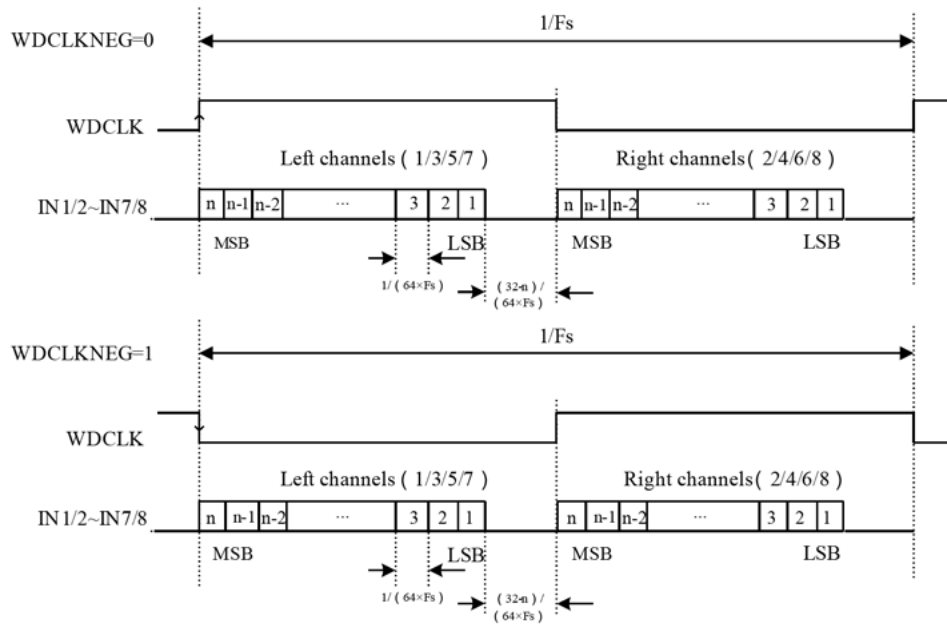 1/Fs
WDCLKNEG=0
WDCLK
Left channels ( 1/3/5/7 ) Right channels ( 2/4/6/8 )
IN1/2~IN7/8 n n-1 n-2 ... 3 2 1 n n-1 n-2 ... 3 2 1
MSB LSB MSB LSB
1/ ( 64×Fs ) ( 32-n ) /
( 64×Fs )
1/Fs
WDCLKNEG=1
WDCLK
Left channels ( 1/3/5/7 ) Right channels ( 2/4/6/8 )
IN1/2~IN7/8 n n-1 n-2 ... 3 2 1 n n-1 n-2 ... 3 2 1
MSB LSB MSB LSB
1/ ( 64×Fs ) ( 32-n ) /
( 64×Fs )